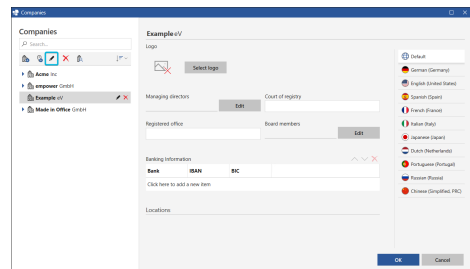 Companies
Companies
Search...
Acme Inc
empower GmbH
Example eV
Made in Office GmbH
Example eV
Logo
Select logo
Managing directors
Court of registry
Edit
Registered office
Board members
Edit
Banking information
Bank IBAN BIC
Click here to add a new item
Locations
Default
German (Germany)
English (United States)
Spanish (Spain)
French (France)
Italian (Italy)
Japanese (Japan)
Dutch (Netherlands)
Portuguese (Portugal)
Russian (Russia)
Chinese (Simplified, PRC)
OK Cancel